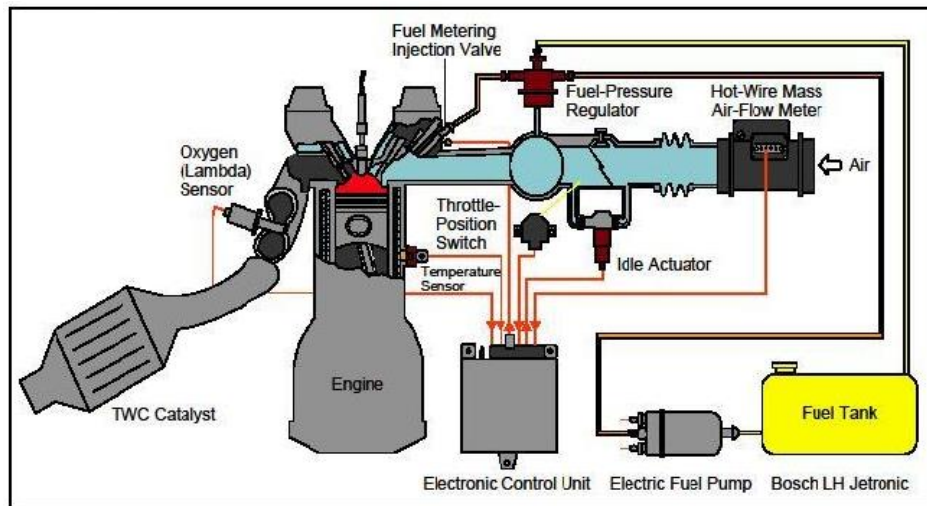 Fuel Metering
Injection Valve
Fuel-Pressure
Regulator
Hot-Wire Mass
Air-Flow Meter
Oxygen
(Lambda)
Sensor
Air
Throttle-
Position
Switch
Idle Actuator
Temperature
Sensor
Engine
TWC Catalyst
Fuel Tank
Electronic Control Unit
Electric Fuel Pump
Bosch LH Jetronic